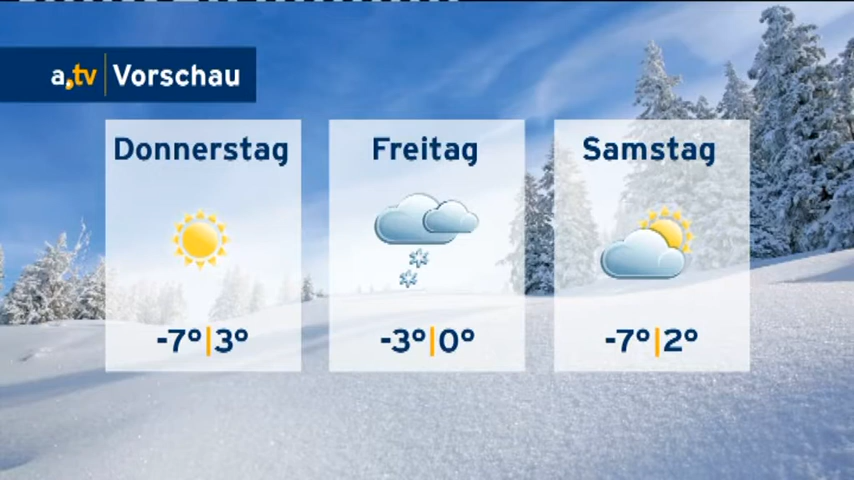 a.tv Vorschau
Donnerstag
-7°|3°
Freitag
-3°|0°
Samstag
-7°|2°